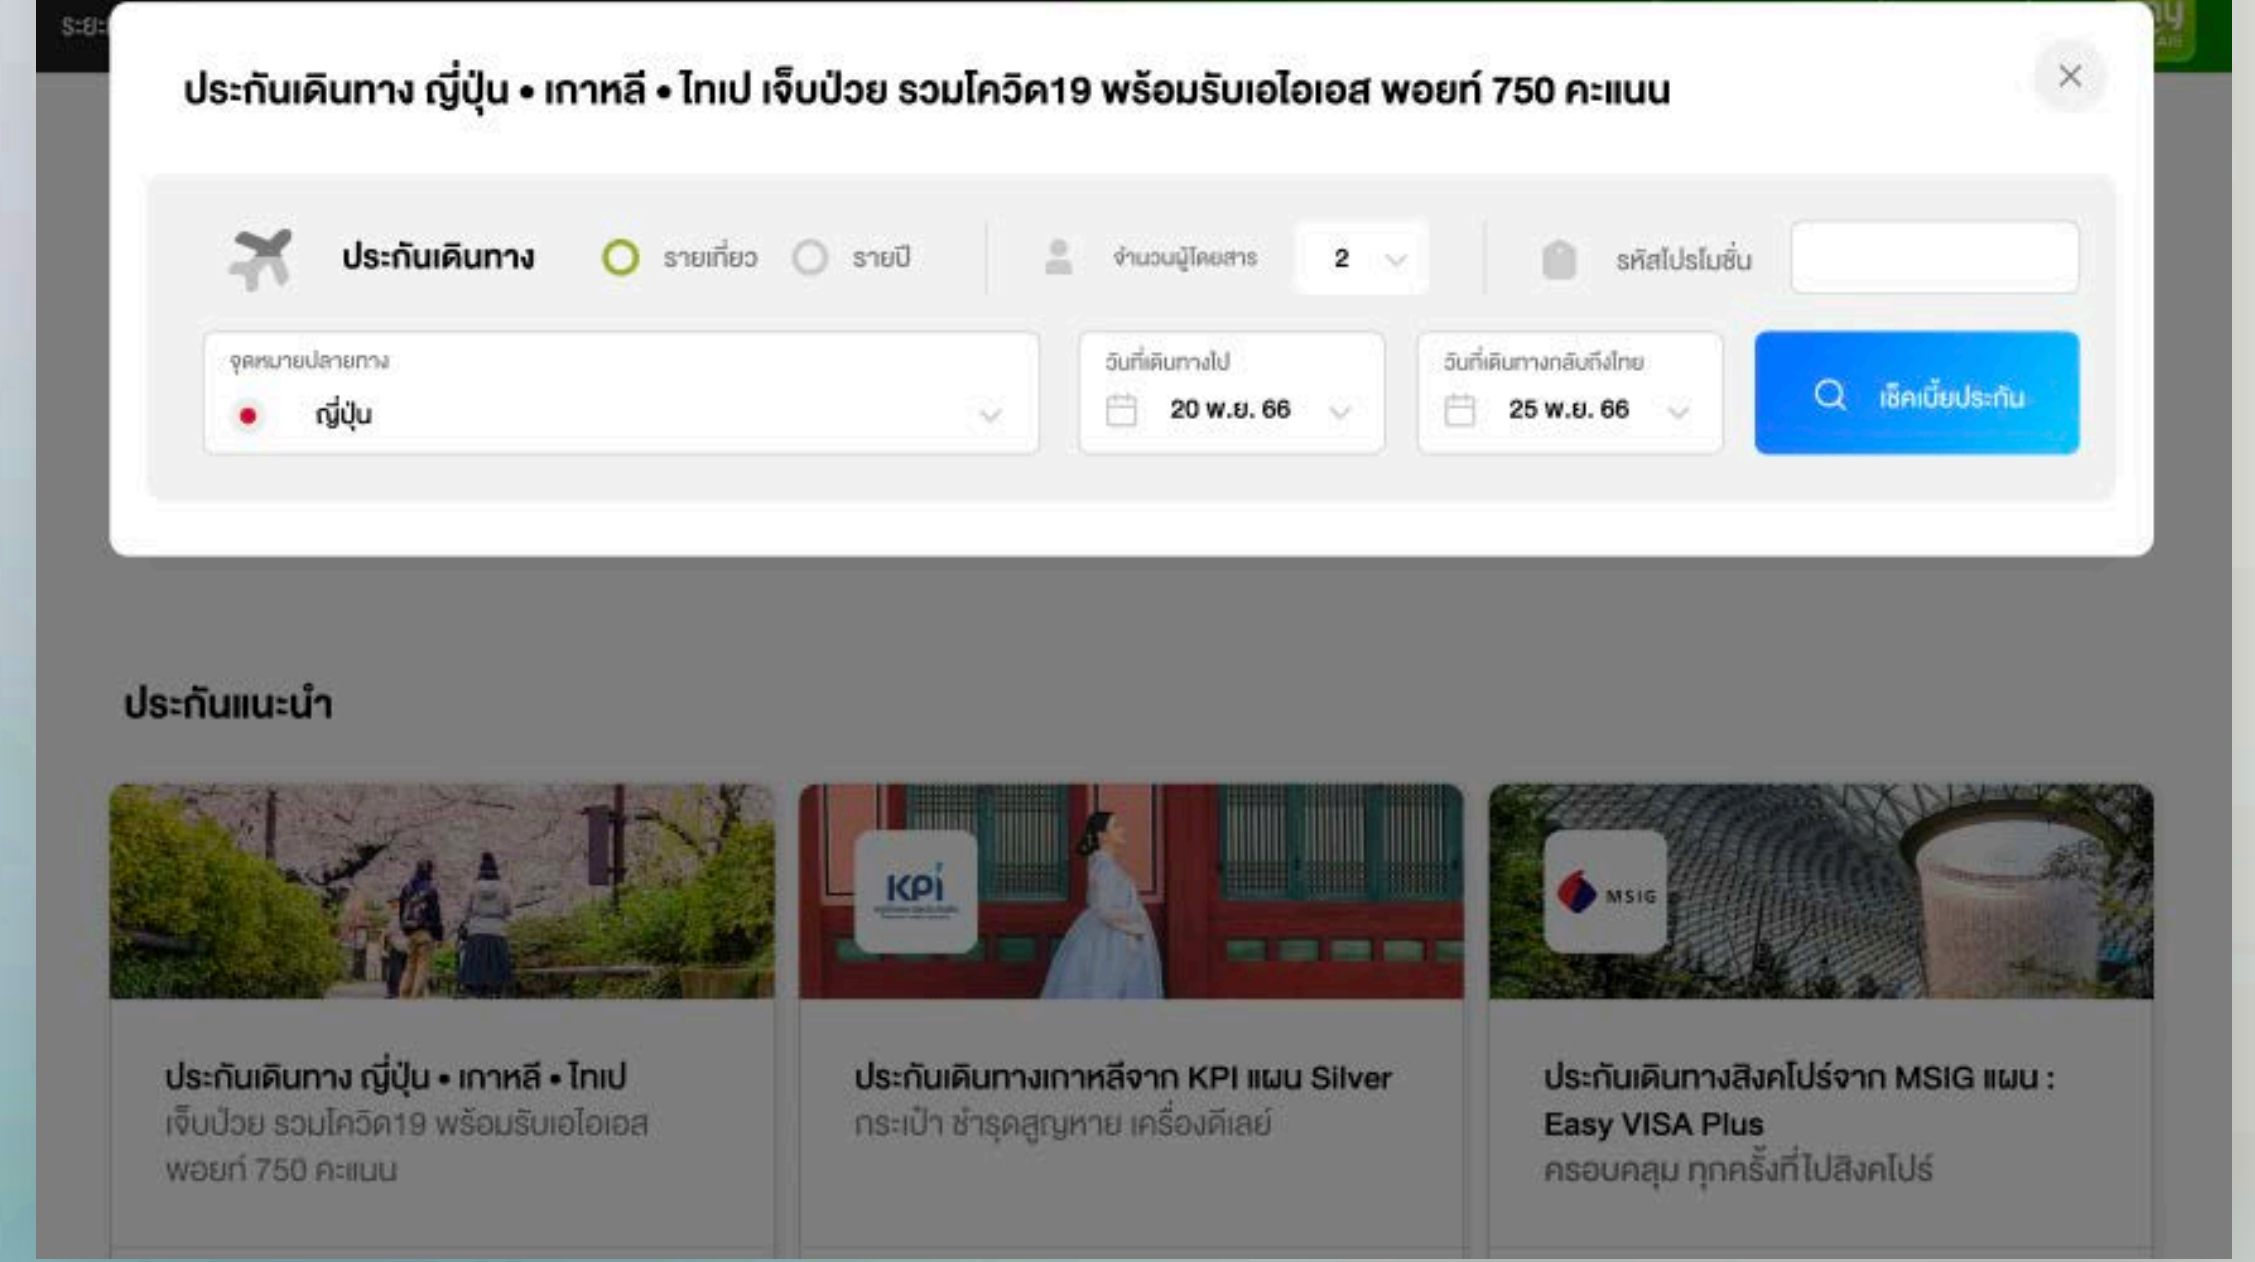 ประกันเดินทาง ญี่ปุ่น • เกาหลี • ไทเป เจ็บป่วย รวมโควิด19 พร้อมรับเอไอเอส พอยท์ 750 คะแนน
ประกันเดินทาง รายเที่ยว รายปี จำนวนผู้โดยสาร 2 รหัสโปรโมชั่น
จุดหมายปลายทาง วันที่เดินทางไป วันที่เดินทางกลับถึงไทย
ญี่ปุ่น 20 พ.ย. 66 25 พ.ย. 66 เช็คเบี้ยประกัน
ประกันแนะนำ
KPI
MSIG
ประกันเดินทาง ญี่ปุ่น • เกาหลี • ไทเป
เจ็บป่วย รวมโควิด19 พร้อมรับเอไอเอส
พอยท์ 750 คะแนน
ประกันเดินทางเกาหลีจาก KPI แผน Silver
กระเป๋า ชำรุดสูญหาย เครื่องดีเลย์
ประกันเดินทางสิงคโปร์จาก MSIG แผน :
Easy VISA Plus
ครอบคลุม ทุกครั้งที่ไปสิงคโปร์